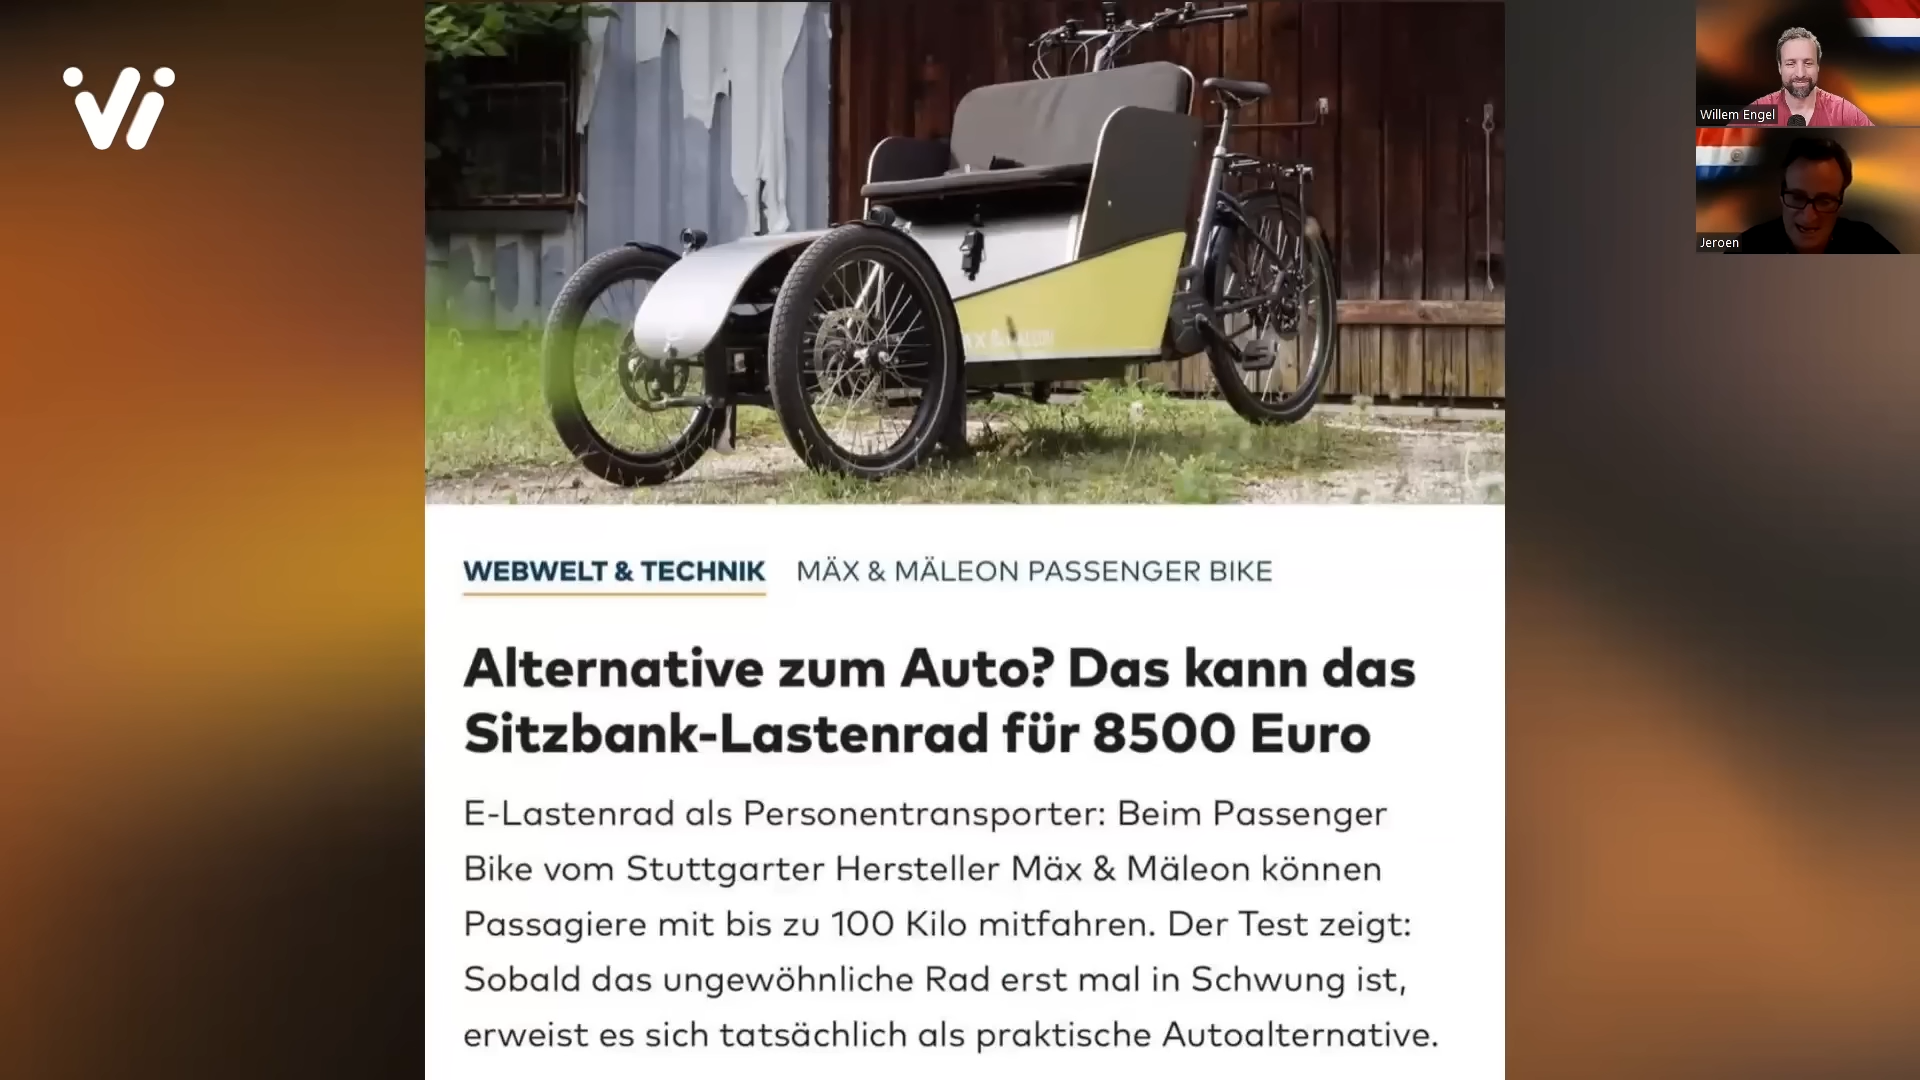 Willem Engel
Jeroen
WEBWELT & TECHNIK MÄX & MÄLEON PASSENGER BIKE
Alternative zum Auto? Das kann das
Sitzbank-Lastenrad für 8500 Euro
E-Lastenrad als Personentransporter: Beim Passenger
Bike vom Stuttgarter Hersteller Mäx & Mäleon können
Passagiere mit bis zu 100 Kilo mitfahren. Der Test zeigt:
Sobald das ungewöhnliche Rad erst mal in Schwung ist,
erweist es sich tatsächlich als praktische Autoalternative.